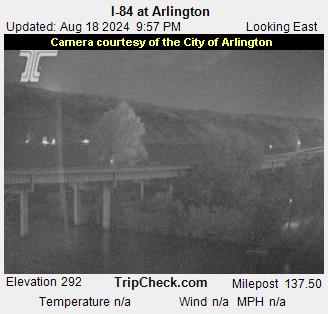 I-84 at Arlington
Updated: Aug 18 2024 9:57 PM Looking East
Camera courtesy of the City of Arlington
Elevation 292 TripCheck.com Milepost 137.50
Temperature n/a Wind n/a MPH n/a